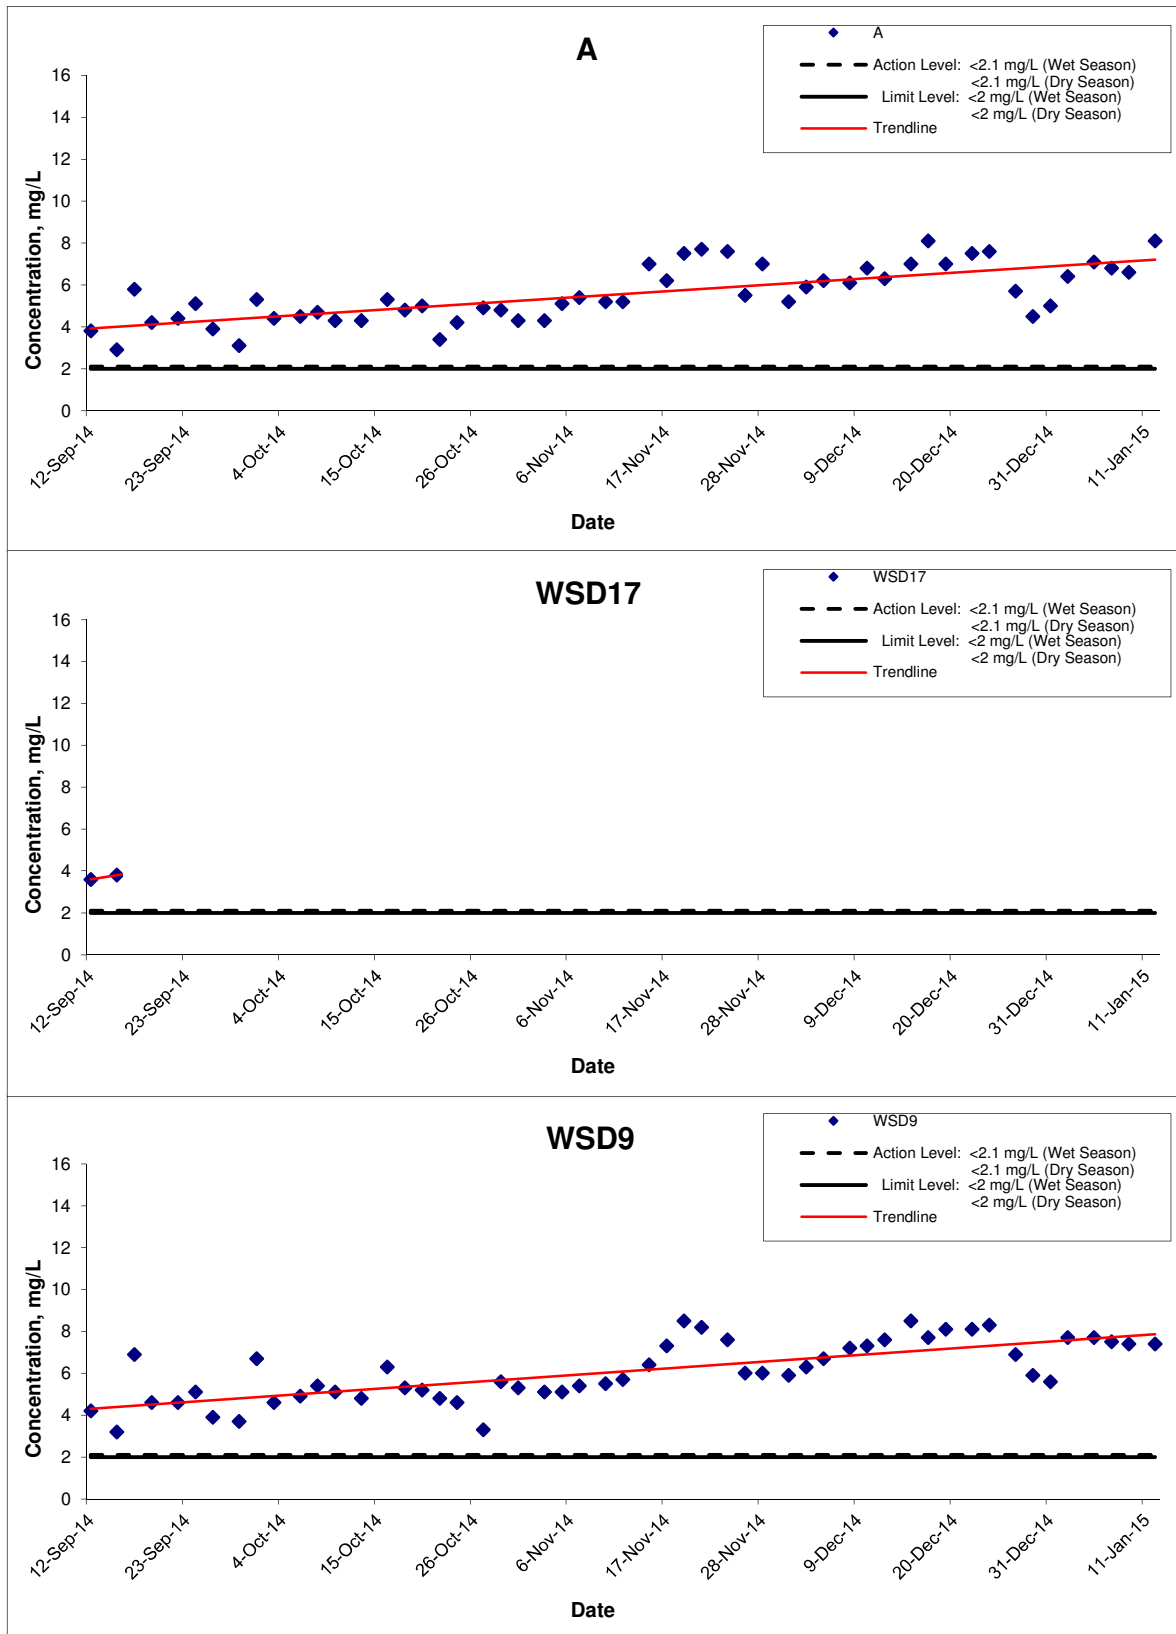 A
A
Action Level: <2.1 mg/L (Wet Season)
<2.1 mg/L (Dry Season)
Limit Level: <2 mg/L (Wet Season)
<2 mg/L (Dry Season)
Trendline
Concentration, mg/L
16
14
12
10
8
6
4
2
0
12-Sep-14
23-Sep-14
4-Oct-14
15-Oct-14
26-Oct-14
6-Nov-14
17-Nov-14
28-Nov-14
9-Dec-14
20-Dec-14
31-Dec-14
11-Jan-15
Date
WSD17
WSD17
Action Level: <2.1 mg/L (Wet Season)
<2.1 mg/L (Dry Season)
Limit Level: <2 mg/L (Wet Season)
<2 mg/L (Dry Season)
Trendline
Concentration, mg/L
16
14
12
10
8
6
4
2
0
12-Sep-14
23-Sep-14
4-Oct-14
15-Oct-14
26-Oct-14
6-Nov-14
17-Nov-14
28-Nov-14
9-Dec-14
20-Dec-14
31-Dec-14
11-Jan-15
Date
WSD9
WSD9
Action Level: <2.1 mg/L (Wet Season)
<2.1 mg/L (Dry Season)
Limit Level: <2 mg/L (Wet Season)
<2 mg/L (Dry Season)
Trendline
Concentration, mg/L
16
14
12
10
8
6
4
2
0
12-Sep-14
23-Sep-14
4-Oct-14
15-Oct-14
26-Oct-14
6-Nov-14
17-Nov-14
28-Nov-14
9-Dec-14
20-Dec-14
31-Dec-14
11-Jan-15
Date